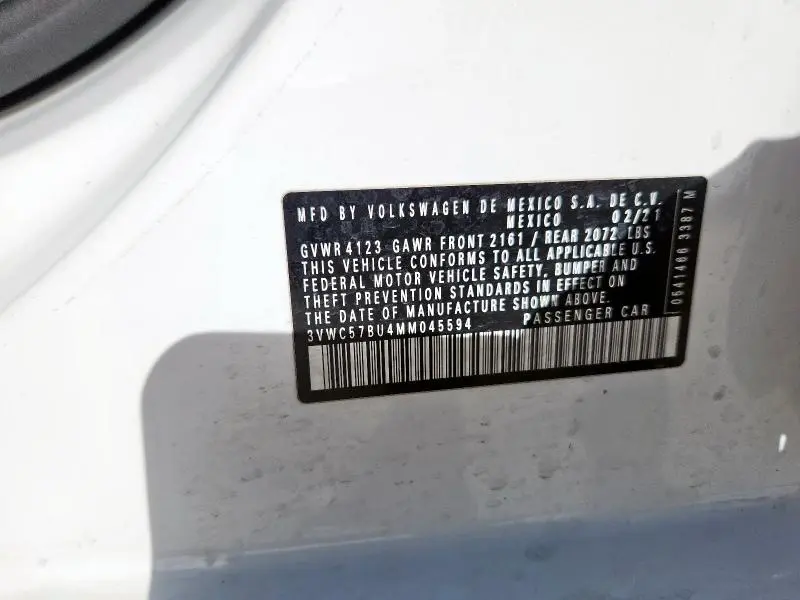 MFD BY VOLKSWAGEN DE MEXICO S.A. DE C.V.
MEXICO 02/21
GVWR 4123 GAWR FRONT 2161 / REAR 2072 LBS
THIS VEHICLE CONFORMS TO ALL APPLICABLE U.S.
FEDERAL MOTOR VEHICLE SAFETY, BUMPER AND
THEFT PREVENTION STANDARDS IN EFFECT ON
THE DATE OF MANUFACTURE SHOWN ABOVE.
3VWC57BU4MM045594 PASSENGER CAR
0541466 3387 M